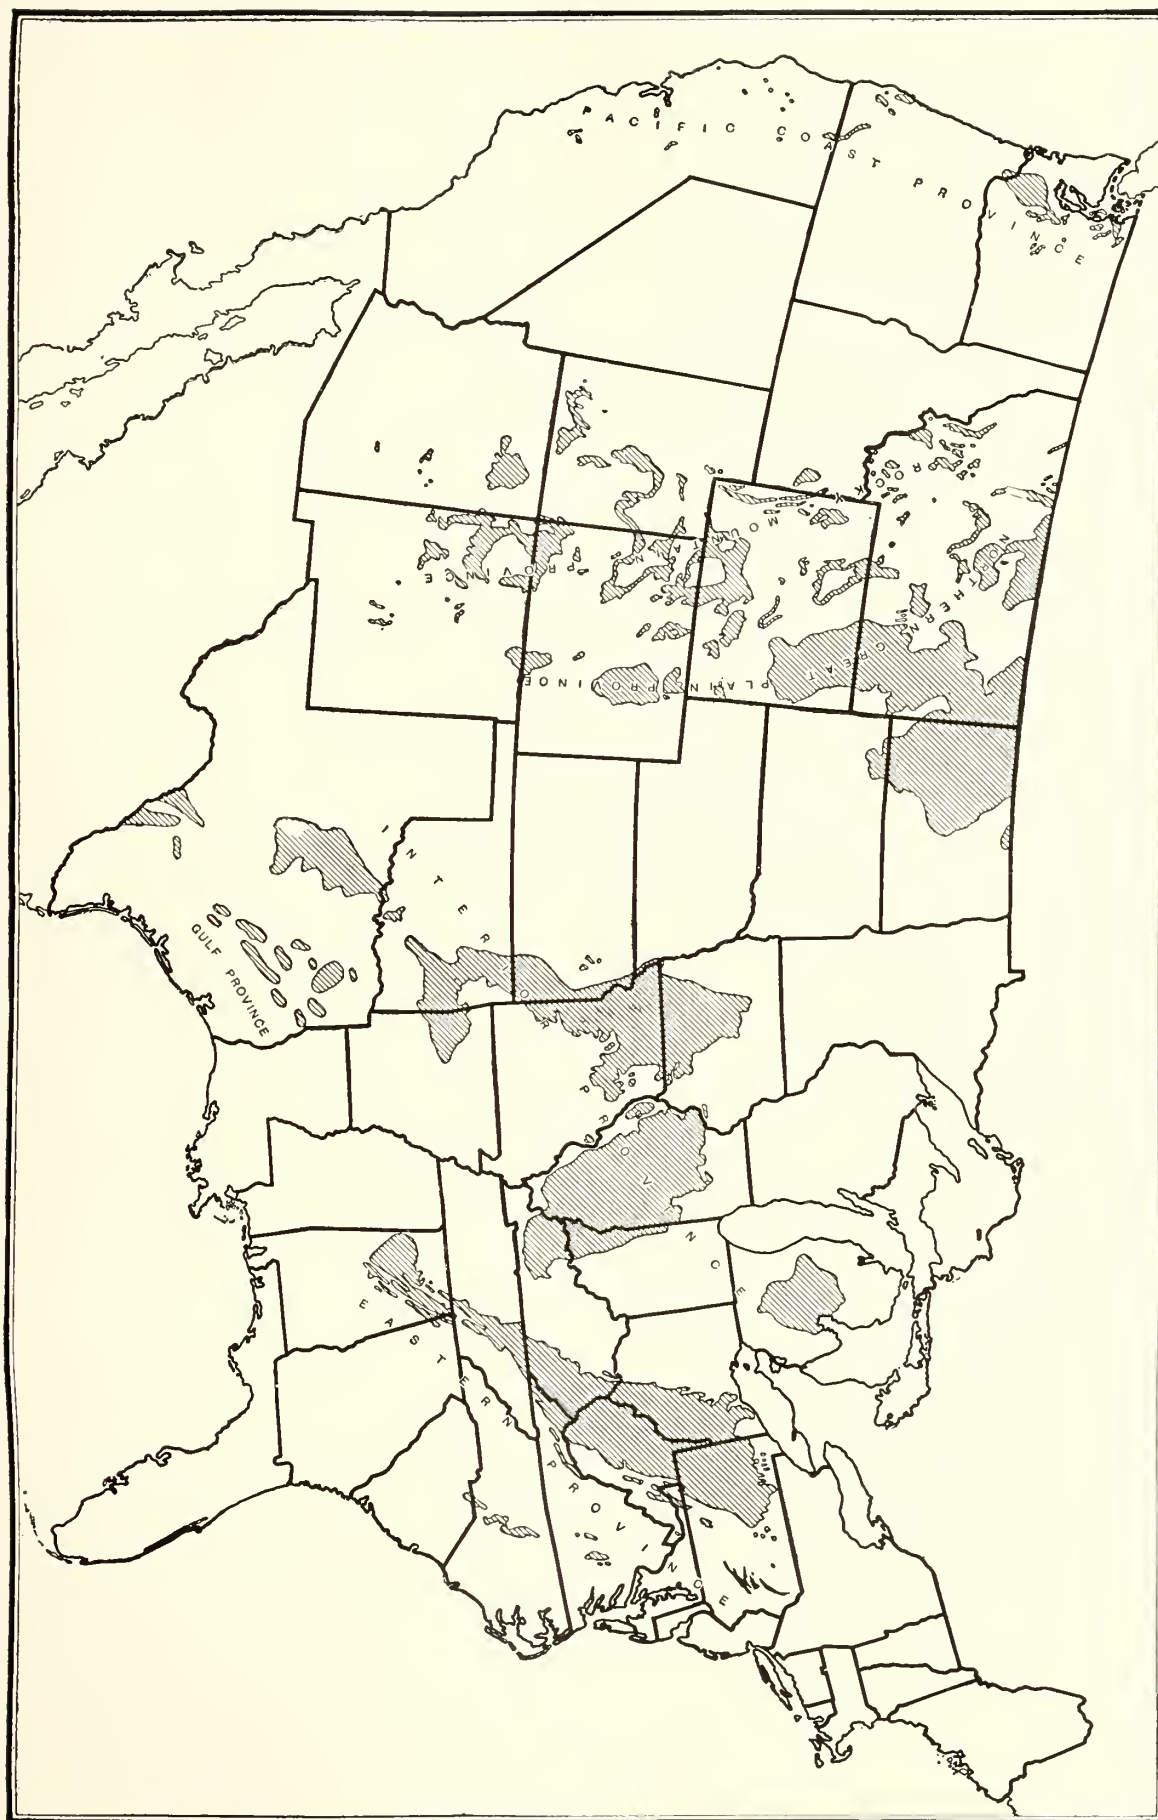 PACIFIC COAST PROVINCE
ROCKY MOUNTAIN PROVINCE
NORTHERN GREAT PLAINS PROVINCE
INTERIOR PROVINCE
GULF PROVINCE
EASTERN PROVINCE